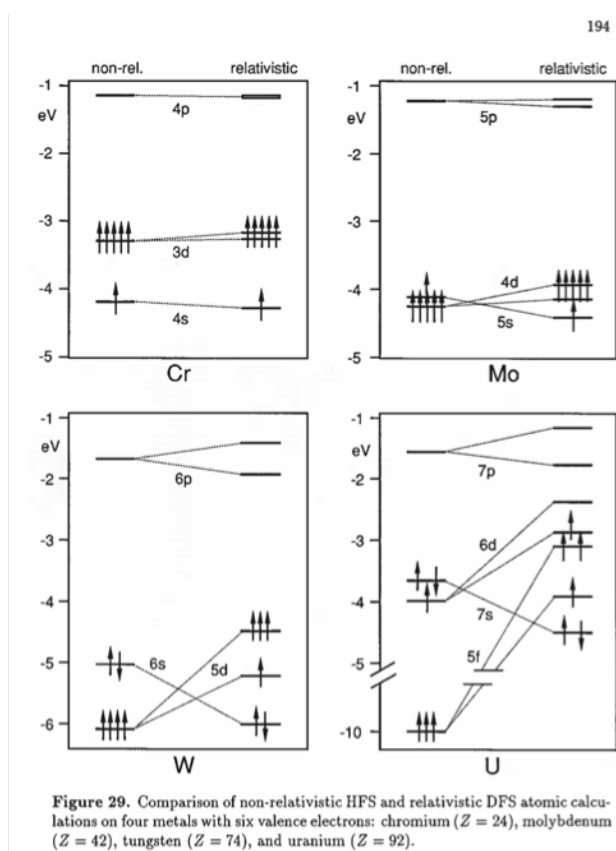 194
non-rel. relativistic non-rel. relativistic
-1 -1
eV 4p eV 5p
-2 -2
-3 -3
3d
-4 4d
4s -4
5s
-5 -5
Cr Mo
-1 -1
eV eV
6p 7p
-2 -2
-3 -3
6d
-4 -4
7s
6s 5d 5f
-5 -5
-6 -10
W U
Figure 29. Comparison of non-relativistic HFS and relativistic DFS atomic calcu-
lations on four metals with six valence electrons: chromium (Z = 24), molybdenum
(Z = 42), tungsten (Z = 74), and uranium (Z = 92).